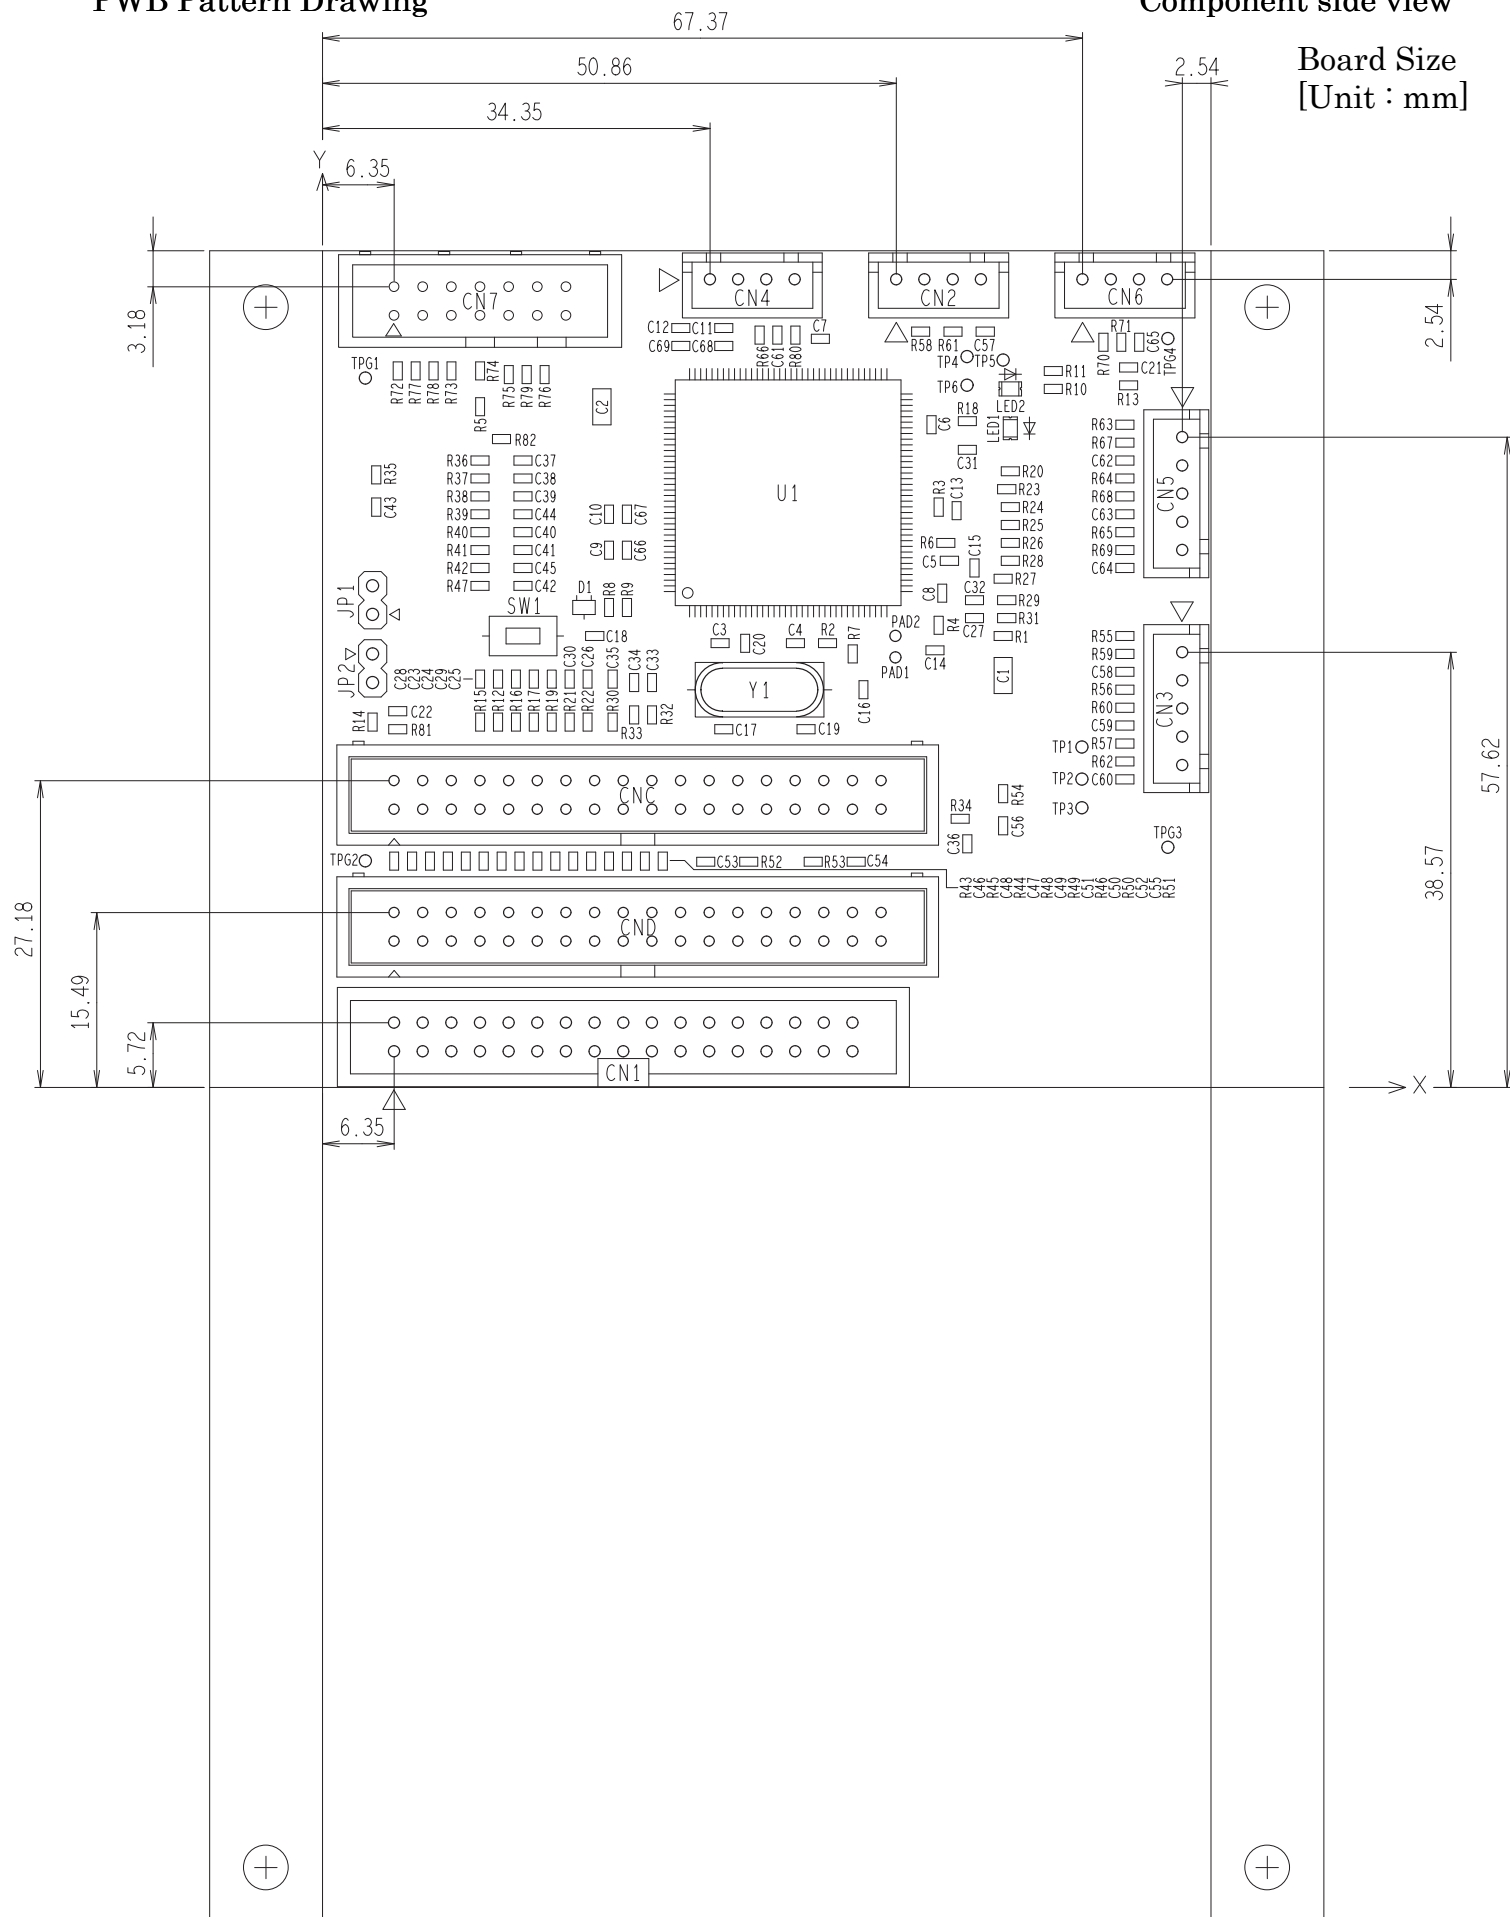 PWB Pattern Drawing
Component side view
67.37
Board Size
50.86
2.54
[Unit : mm]
34.35
Y
6.35
3.18
2.54
CN7
CN4
CN2
CN6
C12 C11
C7
R71
C69 C68
R66
C61
R80
R58 R61 C57
R70
C65
TPG4
TPG1
TP4 TP5
R72
R77
R78
R73
R74
R75
R79
R76
R11
C21
TP6
R10
R13
R5
C2
LED2
C6
R18
LED1
R63
R82
R67
C31
R36 C37
C62
R35
R37 C38
R20
R64
R38 C39
R3
C13
R23
R68
CN5
U1
C43
R39 C44
C10
C67
R24
C63
R40 C40
R25
R65
R41 C41
C9
C66
R6
C15
R26
R69
R42 C45
C5
R28
C64
R47 C42
R27
JP1
D1
R8
R9
C8
C32
R29
SW1
R4
C27
R31
C18
C3
C20
C4
R2
R7
PAD2
R1
R55
JP2
C28
C23
C24
C29
C25
C30
C26
C35
C34
C33
PAD1
C14
C1
R59
C58
R15
R12
R16
R17
R19
R21
R22
R30
Y1
R56
R14
C22
R32
C16
R60
CN3
R81
R33
C17
C19
C59
TP1
R57
R62
TP2
C60
57.62
CNC
R54
R34
TP3
C36
C56
TPG3
TPG2
C53 R52
R53 C54
R43
C46
R45
C48
R44
C47
R48
C49
R49
C51
R46
C50
R50
C52
C55
R51
38.57
27.18
CND
15.49
5.72
CN1
X
6.35